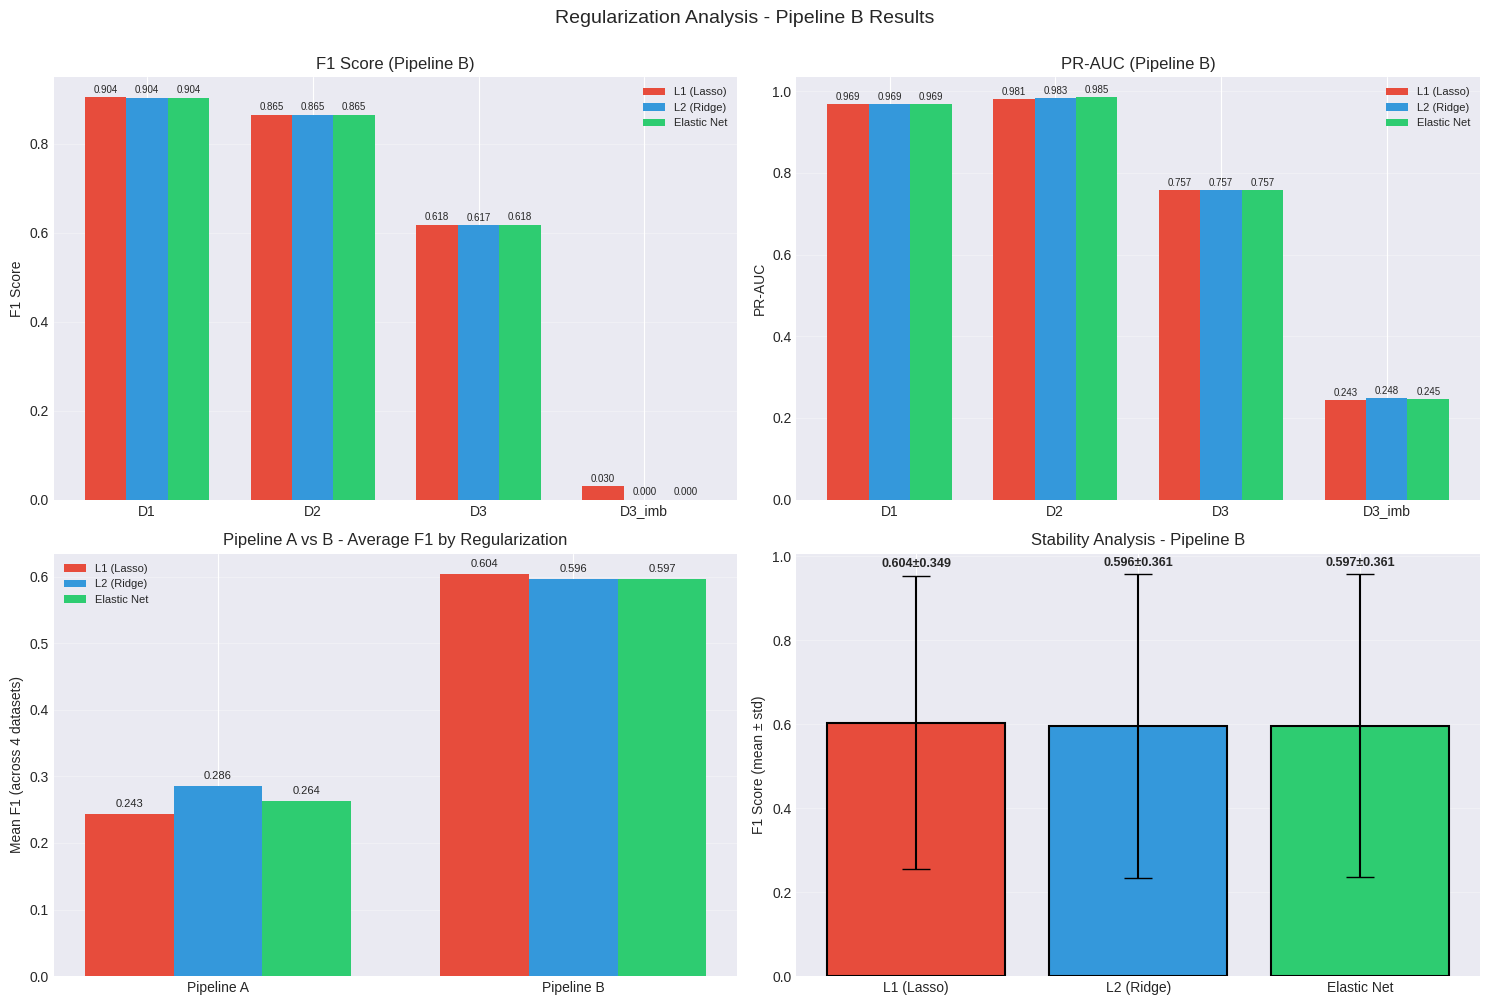 Regularization Analysis - Pipeline B Results
F1 Score (Pipeline B)
F1 Score
0.0
0.2
0.4
0.6
0.8
0.904
0.904
0.904
0.865
0.865
0.865
0.618
0.617
0.618
0.030
0.000
0.000
L1 (Lasso)
L2 (Ridge)
Elastic Net
D1
D2
D3
D3_imb
PR-AUC (Pipeline B)
PR-AUC
0.0
0.2
0.4
0.6
0.8
1.0
0.969
0.969
0.969
0.981
0.983
0.985
0.757
0.757
0.757
0.243
0.248
0.245
L1 (Lasso)
L2 (Ridge)
Elastic Net
D1
D2
D3
D3_imb
Pipeline A vs B - Average F1 by Regularization
Mean F1 (across 4 datasets)
0.0
0.1
0.2
0.3
0.4
0.5
0.6
L1 (Lasso)
L2 (Ridge)
Elastic Net
0.243
0.286
0.264
0.604
0.596
0.597
Pipeline A
Pipeline B
Stability Analysis - Pipeline B
F1 Score (mean ± std)
0.0
0.2
0.4
0.6
0.8
1.0
0.604±0.349
0.596±0.361
0.597±0.361
L1 (Lasso)
L2 (Ridge)
Elastic Net